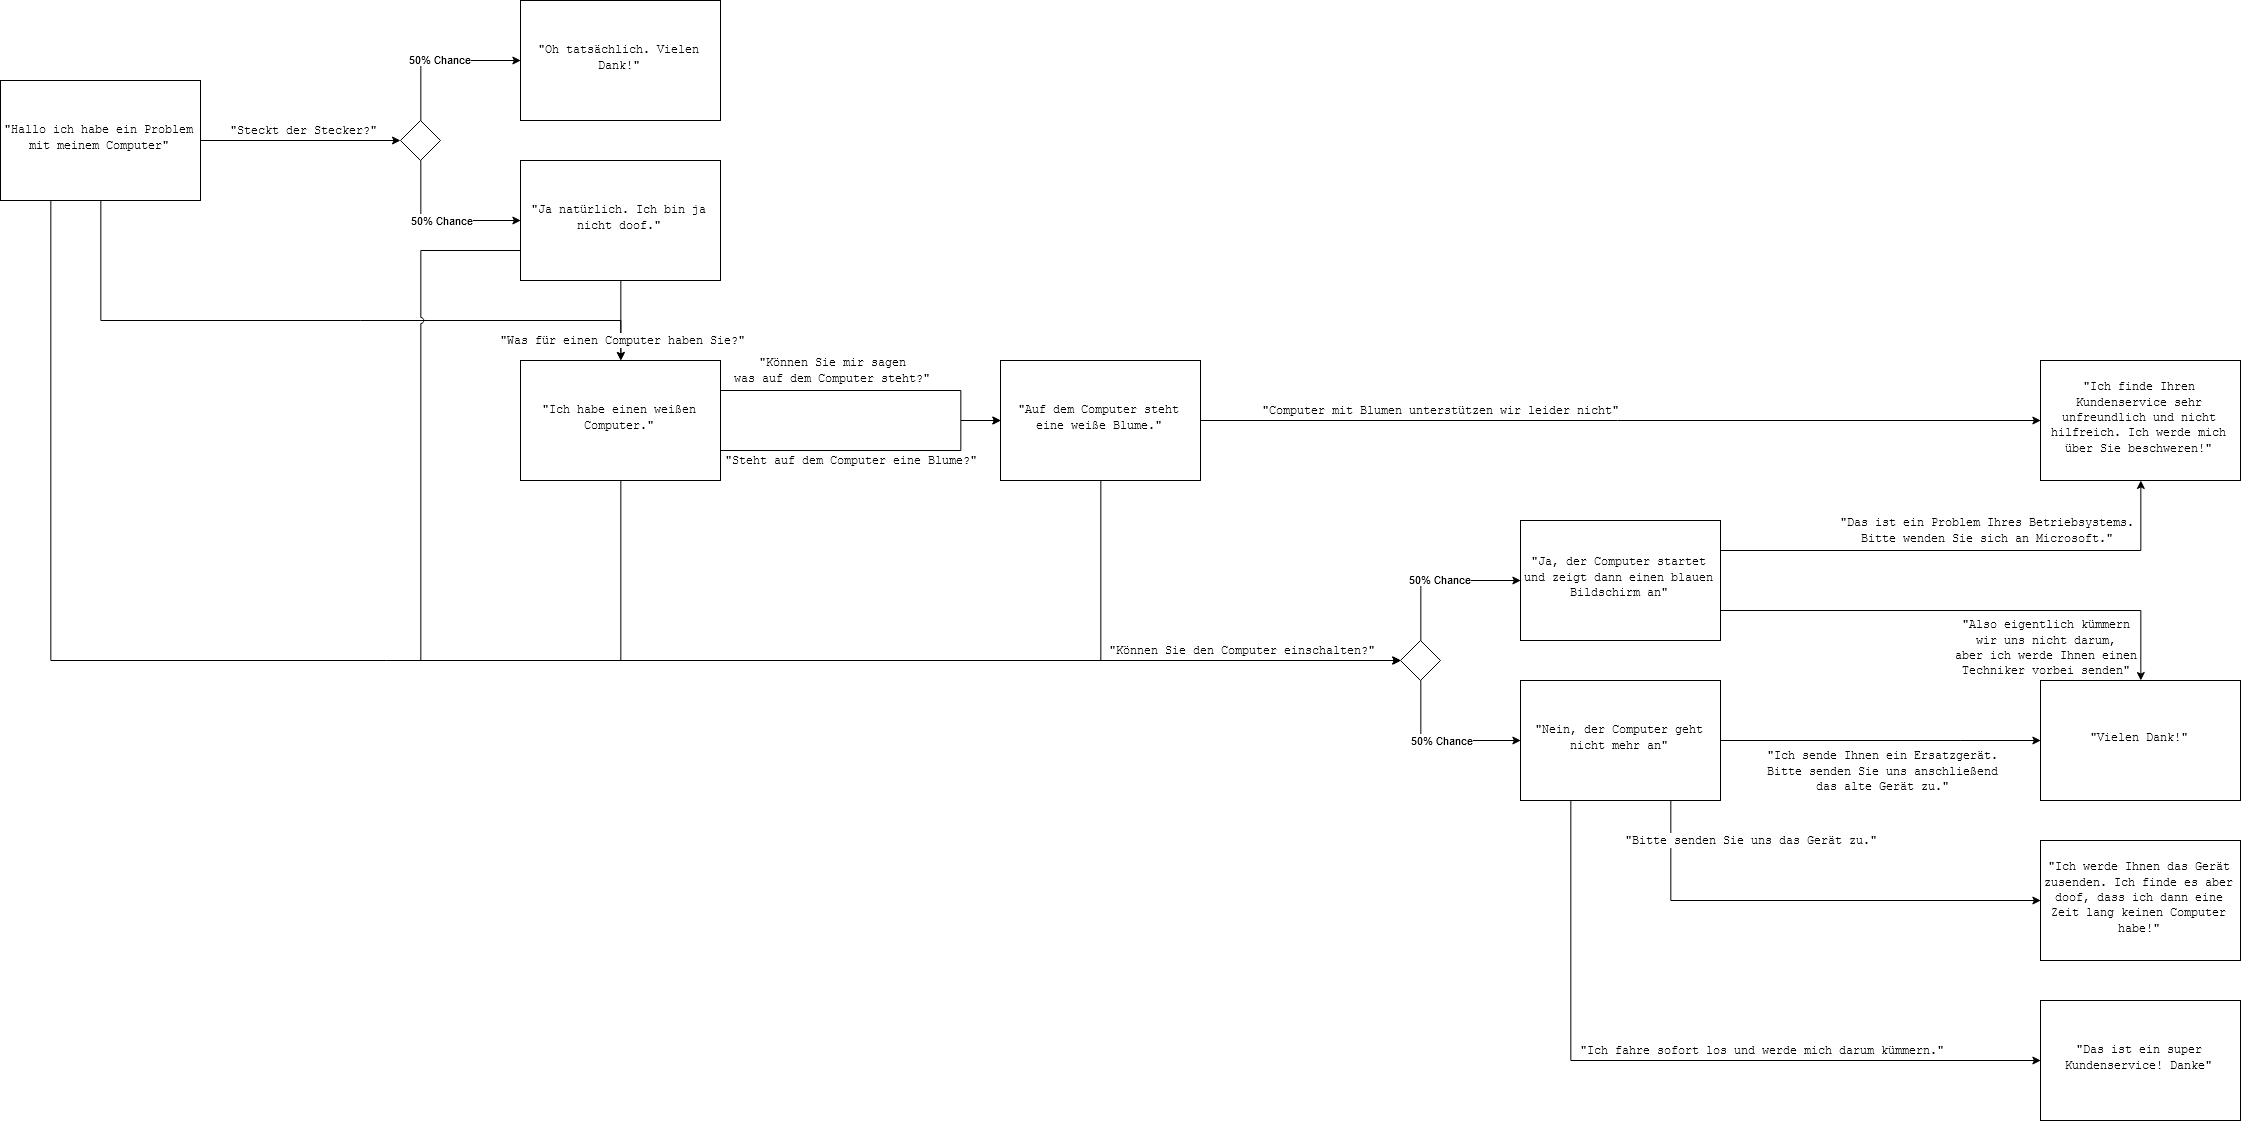 "Oh tatsächlich. Vielen
Dank!"
50% Chance
"Hallo ich habe ein Problem
mit meinem Computer"
"Steckt der Stecker?"
50% Chance
"Ja natürlich. Ich bin ja
nicht doof."
"Was für einen Computer haben Sie?"
"Ich habe einen weißen
Computer."
"Können Sie mir sagen
was auf dem Computer steht?"
"Steht auf dem Computer eine Blume?"
"Auf dem Computer steht
eine weiße Blume."
"Computer mit Blumen unterstützen wir leider nicht"
"Ich finde Ihren
Kundenservice sehr
unfreundlich und nicht
hilfreich. Ich werde mich
über Sie beschweren!"
"Können Sie den Computer einschalten?"
50% Chance
"Ja, der Computer startet
und zeigt dann einen blauen
Bildschirm an"
"Das ist ein Problem Ihres Betriebsystems.
Bitte wenden Sie sich an Microsoft."
"Also eigentlich kümmern
wir uns nicht darum,
aber ich werde Ihnen einen
Techniker vorbei senden"
50% Chance
"Nein, der Computer geht
nicht mehr an"
"Ich sende Ihnen ein Ersatzgerät.
Bitte senden Sie uns anschließend
das alte Gerät zu."
"Vielen Dank!"
"Bitte senden Sie uns das Gerät zu."
"Ich werde Ihnen das Gerät
zusenden. Ich finde es aber
doof, dass ich dann eine
Zeit lang keinen Computer
habe!"
"Ich fahre sofort los und werde mich darum kümmern."
"Das ist ein super
Kundenservice! Danke"